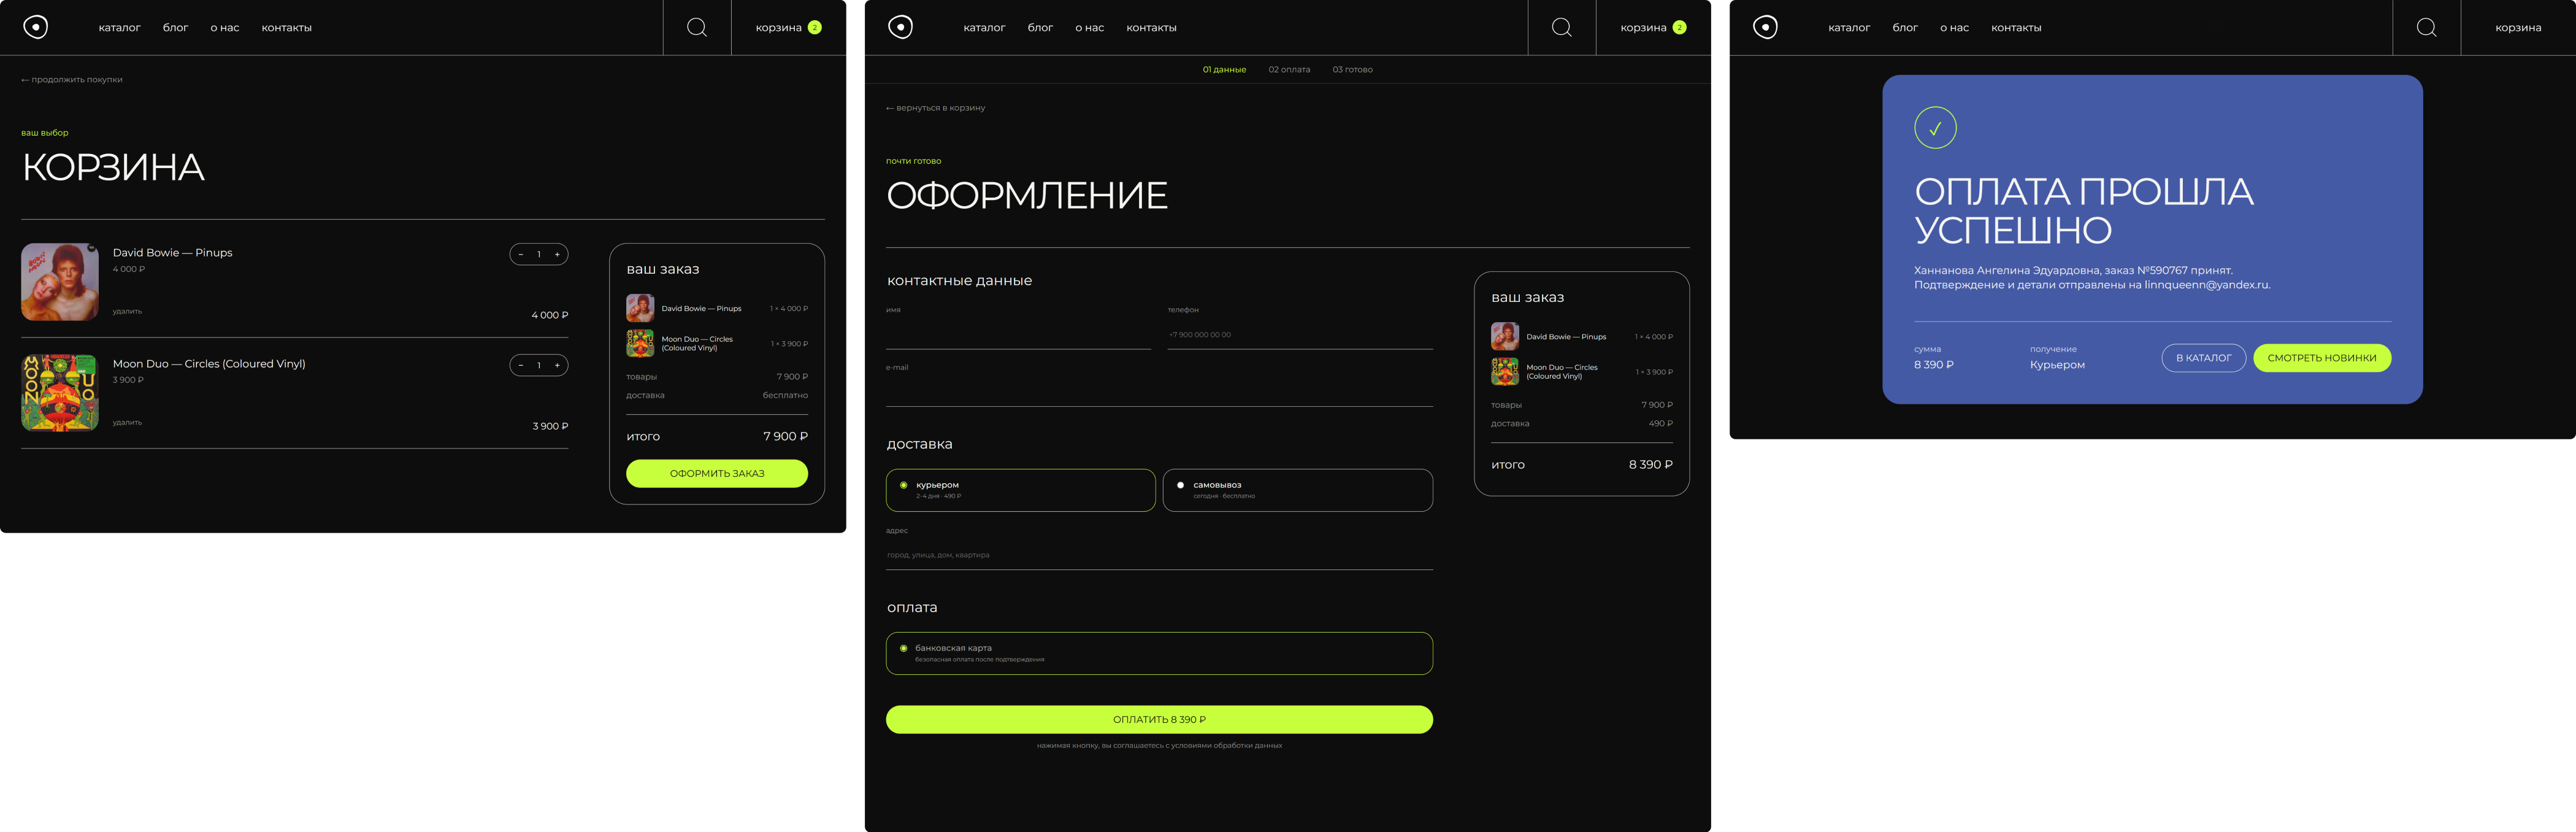 каталог блог о нас контакты корзина 2
← продолжить покупки
ваш выбор
КОРЗИНА
David Bowie — Pinups
4 000 ₽
удалить
− 1 +
4 000 ₽
Moon Duo — Circles (Coloured Vinyl)
3 900 ₽
удалить
− 1 +
3 900 ₽
ваш заказ
David Bowie — Pinups 1 × 4 000 ₽
Moon Duo — Circles
(Coloured Vinyl) 1 × 3 900 ₽
товары 7 900 ₽
доставка бесплатно
итого 7 900 ₽
ОФОРМИТЬ ЗАКАЗ
каталог блог о нас контакты корзина 2
01 данные 02 оплата 03 готово
← вернуться в корзину
почти готово
ОФОРМЛЕНИЕ
контактные данные
имя телефон
+7 900 000 00 00
e-mail
доставка
курьером
2-4 дня · 490 ₽
самовывоз
сегодня · бесплатно
адрес
город, улица, дом, квартира
оплата
банковская карта
безопасная оплата после подтверждения
ОПЛАТИТЬ 8 390 ₽
нажимая кнопку, вы соглашаетесь с условиями обработки данных
ваш заказ
David Bowie — Pinups 1 × 4 000 ₽
Moon Duo — Circles
(Coloured Vinyl) 1 × 3 900 ₽
товары 7 900 ₽
доставка 490 ₽
итого 8 390 ₽
каталог блог о нас контакты корзина
✓
ОПЛАТА ПРОШЛА
УСПЕШНО
Ханнанова Ангелина Эдуардовна, заказ №590767 принят.
Подтверждение и детали отправлены на linnqueenn@yandex.ru.
сумма
8 390 ₽
получение
Курьером
В КАТАЛОГ
СМОТРЕТЬ НОВИНКИ